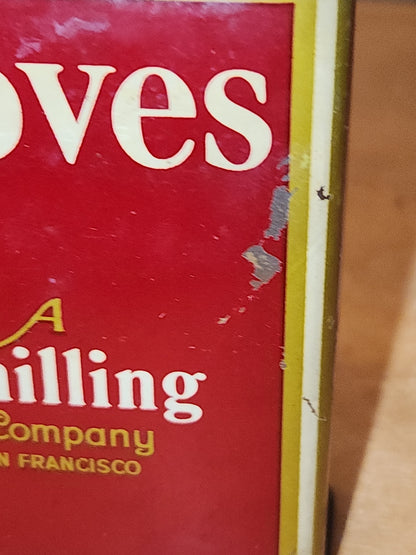 oves
A
hilling
Company
N FRANCISCO